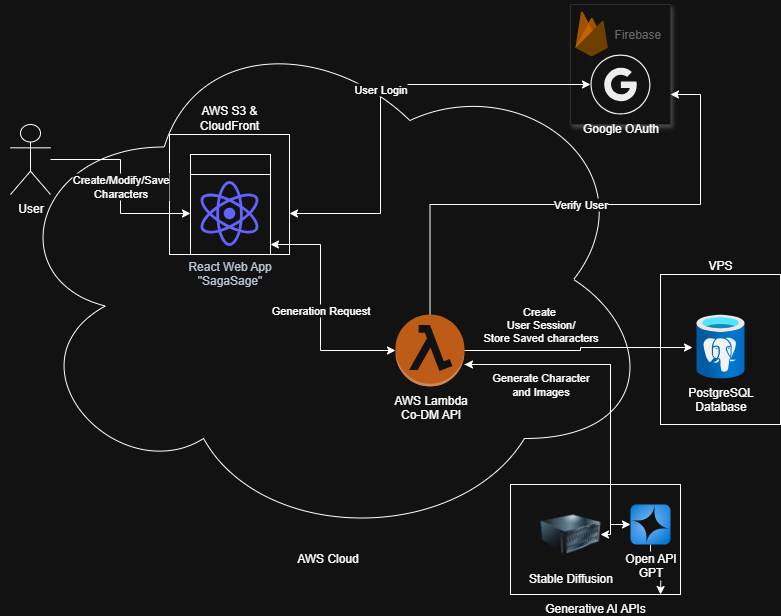 Firebase
Google OAuth
User Login
AWS S3 &
CloudFront
Create/Modify/Save
Characters
User
Verify User
React Web App
"SagaSage"
VPS
Generation Request
Create
User Session/
Store Saved characters
Generate Character
and Images
AWS Lambda
Co-DM API
PostgreSQL
Database
AWS Cloud
Open API
GPT
Stable Diffusion
Generative AI APIs